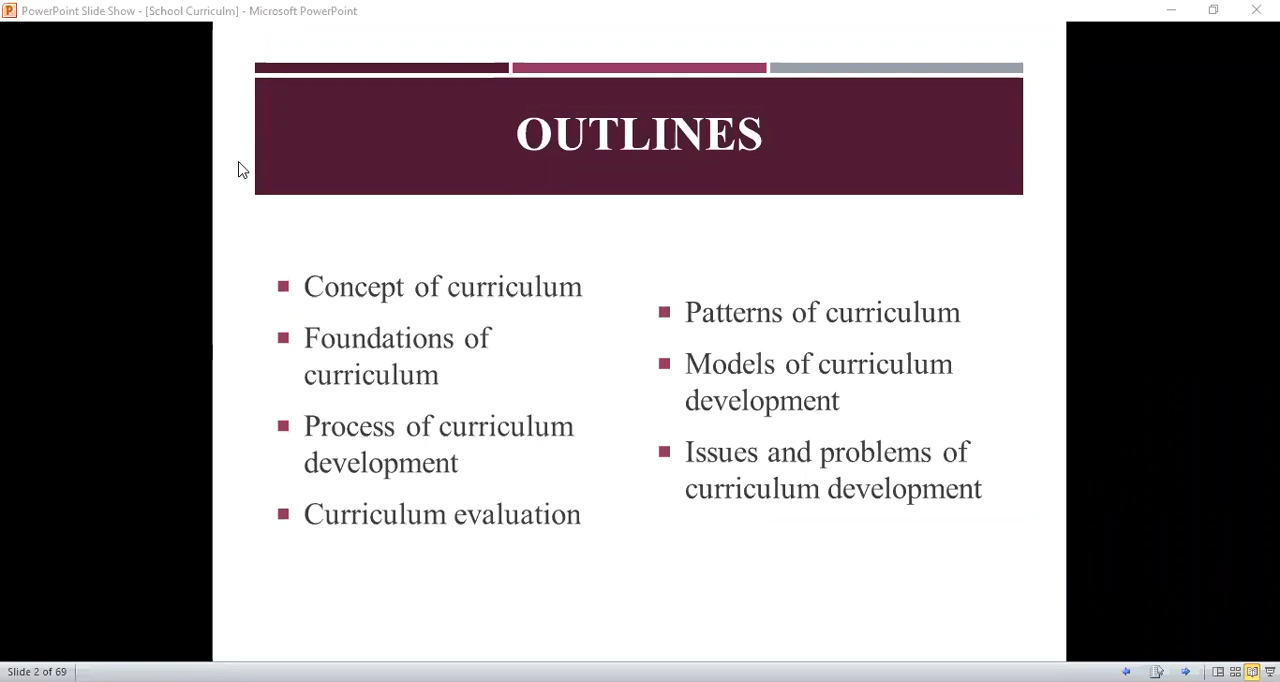 PowerPoint Slide Show - [School Curriculm] - Microsoft PowerPoint
OUTLINES
Concept of curriculum
Foundations of
curriculum
Process of curriculum
development
Curriculum evaluation
Patterns of curriculum
Models of curriculum
development
Issues and problems of
curriculum development
Slide 2 of 69